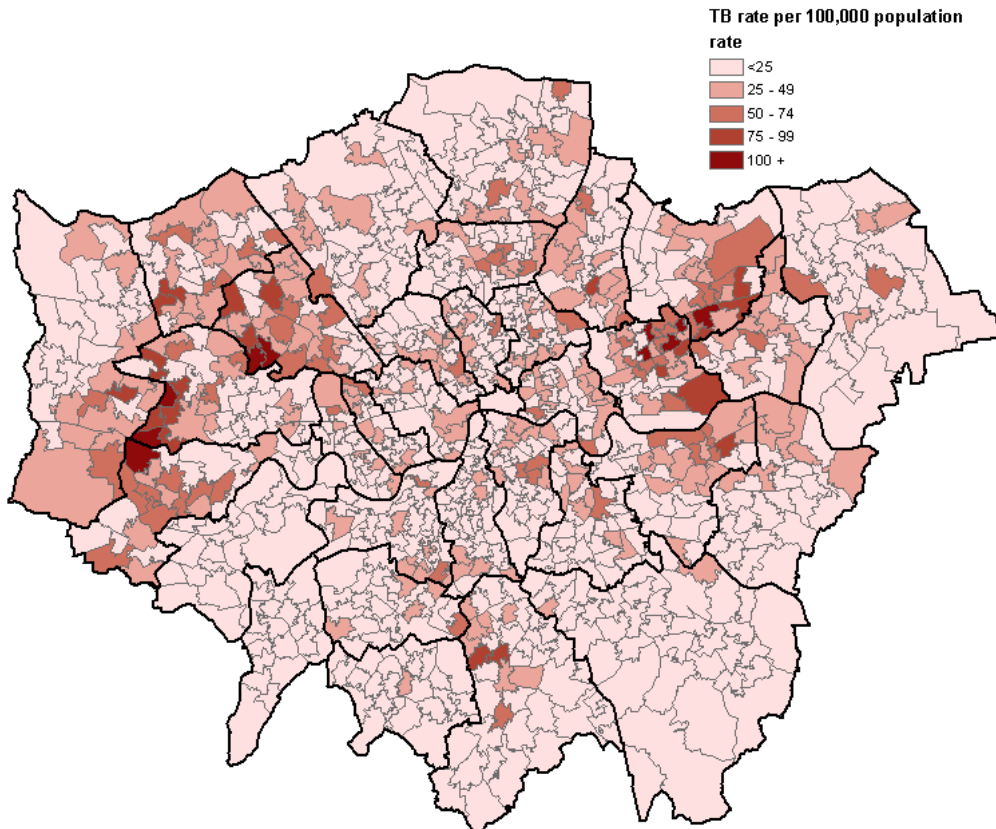 TB rate per 100,000 population
rate
<25
25 - 49
50 - 74
75 - 99
100 +